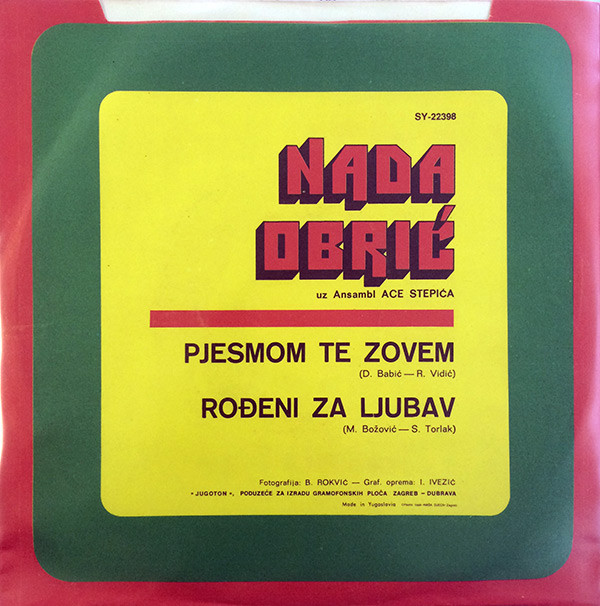 SY-22398
NADA
OBRIĆ
uz Ansambl ACE STEPIĆA
PJESMOM TE ZOVEM
(D. Babić — R. Vidić)
ROĐENI ZA LJUBAV
(M. Božović — S. Torlak)
Fotografija: B. ROKVIĆ — Graf. oprema: I. IVEZIĆ
»JUGOTON«, PODUZEĆE ZA IZRADU GRAMOFONSKIH PLOČA ZAGREB – DUBRAVA
Made in Yugoslavia